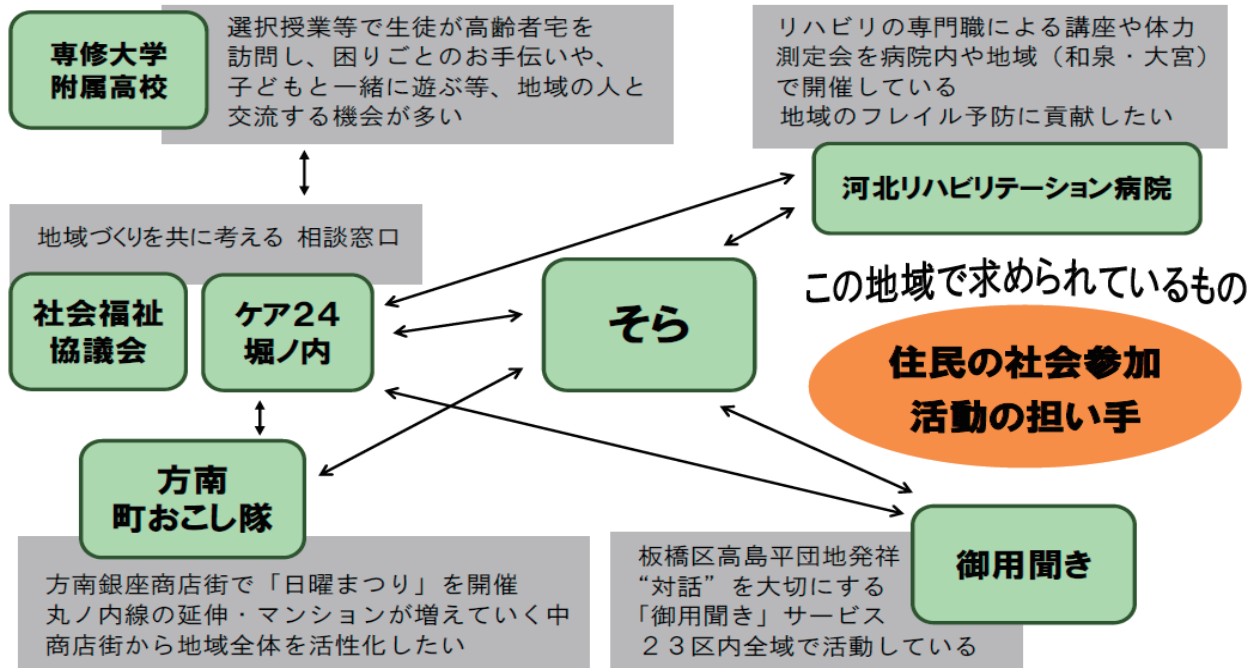 専修大学
附属高校
選択授業等で生徒が高齢者宅を
訪問し、困りごとのお手伝いや、
子どもと一緒に遊ぶ等、地域の人と
交流する機会が多い
リハビリの専門職による講座や体力
測定会を病院内や地域（和泉・大宮）
で開催している
地域のフレイル予防に貢献したい
河北リハビリテーション病院
地域づくりを共に考える 相談窓口
社会福祉
協議会
ケア２４
堀ノ内
そら
この地域で求められているもの
住民の社会参加
活動の担い手
方南
町おこし隊
方南銀座商店街で「日曜まつり」を開催
丸ノ内線の延伸・マンションが増えていく中
商店街から地域全体を活性化したい
御用聞き
板橋区高島平団地発祥
“対話”を大切にする
「御用聞き」サービス
２３区内全域で活動している